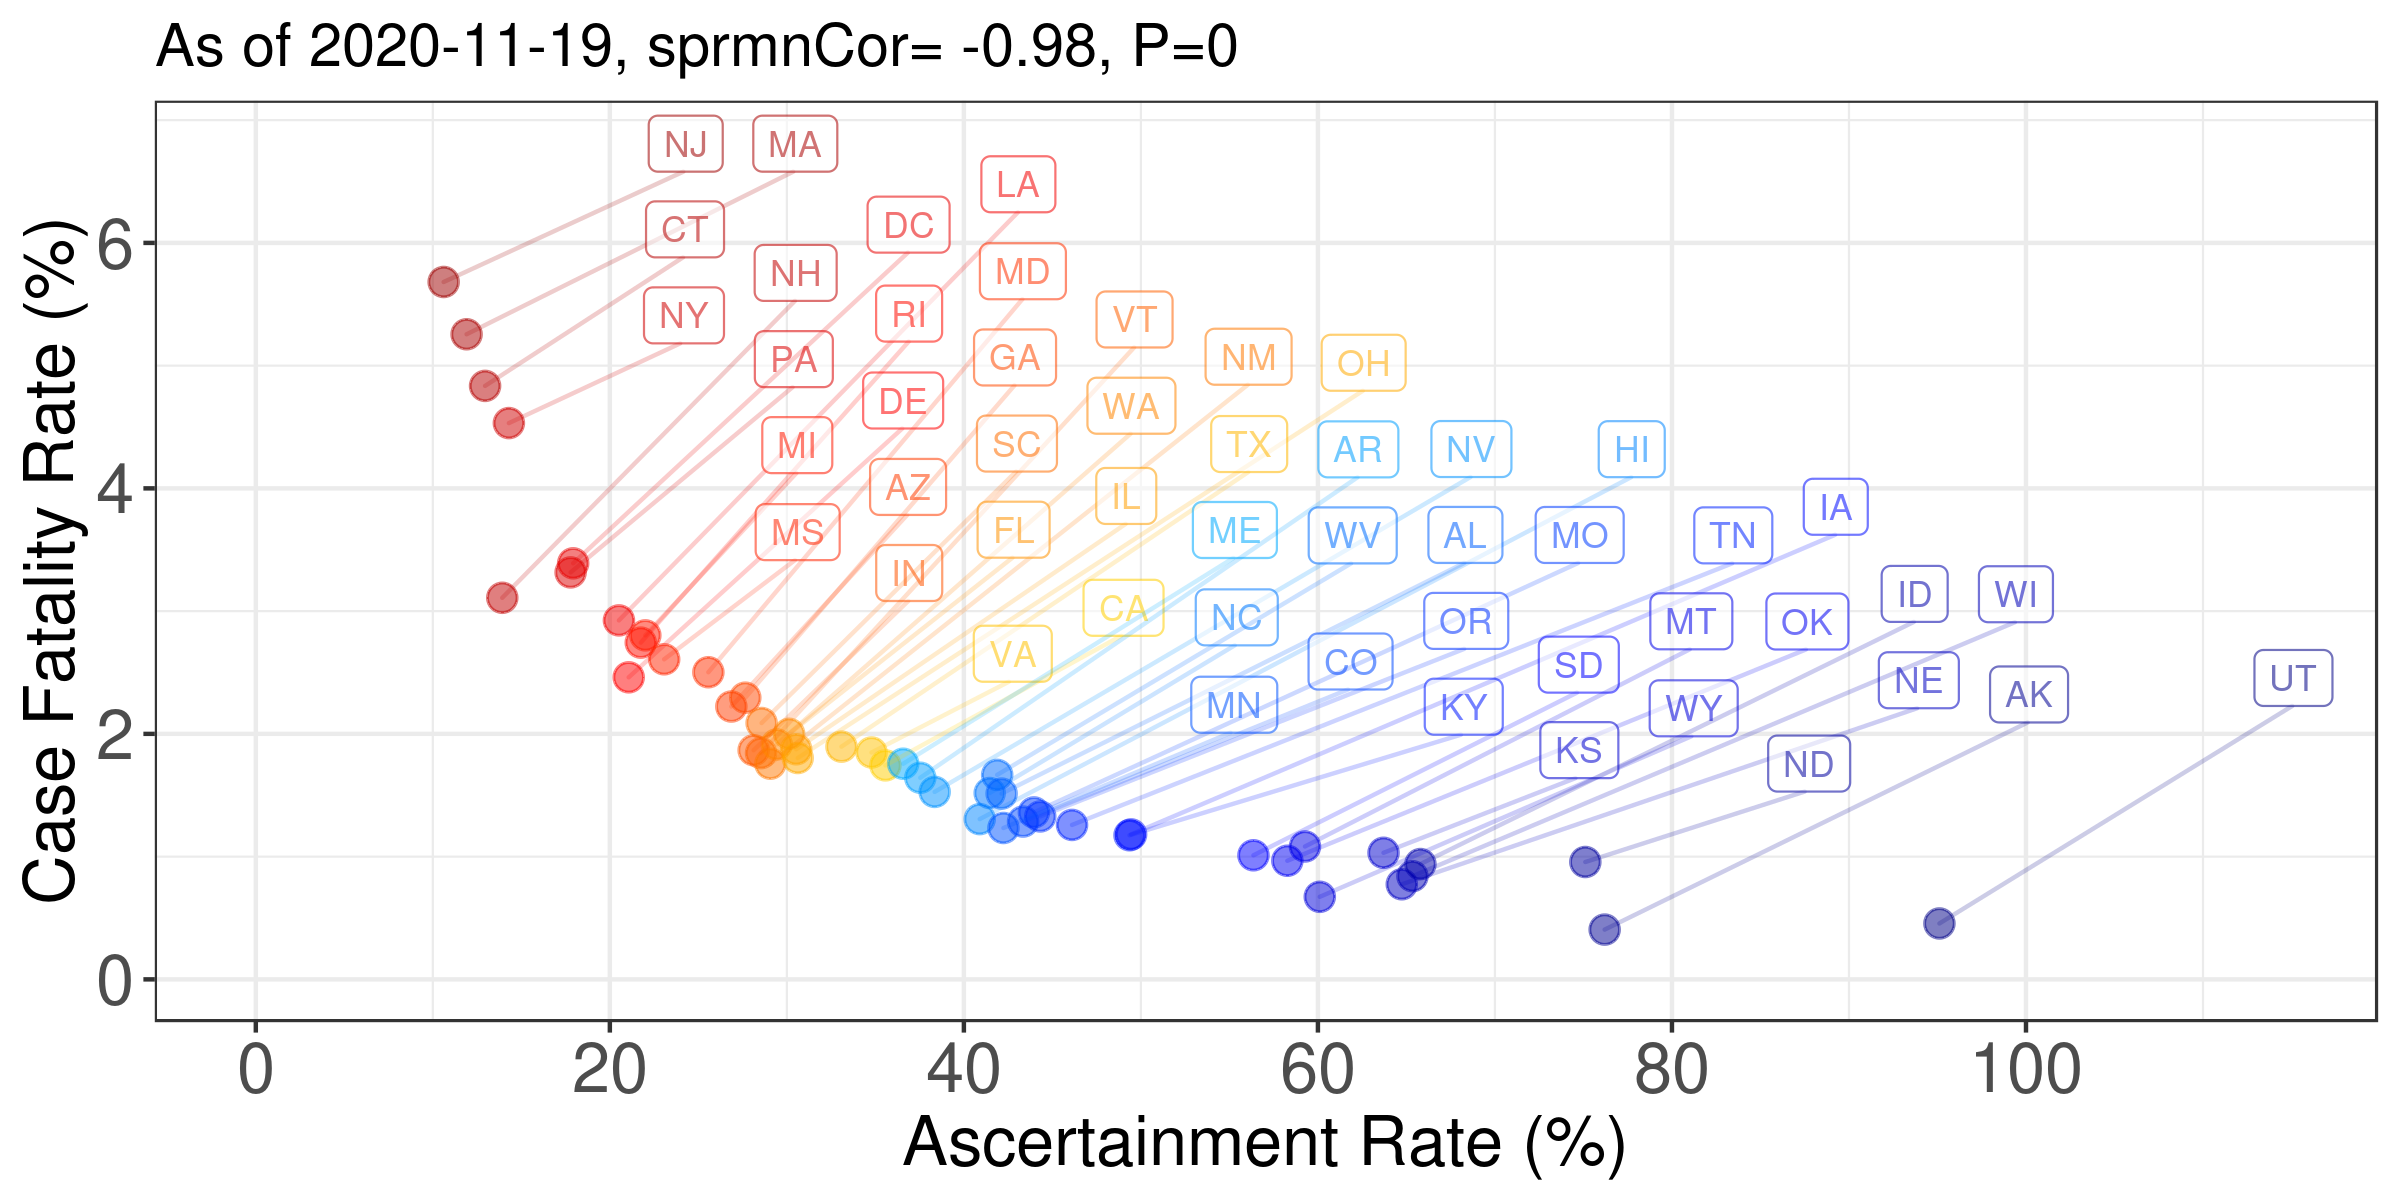 As of 2020-11-19, sprmnCor= -0.98, P=0
Case Fatality Rate (%)
6
4
2
0
NJ MA
LA
DC
CT
NH
MD
RI
NY
VT
PA
GA
NM
OH
DE
WA
MI
SC
TX
AR
NV
HI
AZ
IL
IA
MS
FL
ME
WV
AL
MO
TN
IN
CA
NC
OR
MT
OK
ID
WI
VA
CO
SD
NE
UT
MN
KY
WY
AK
KS
ND
0 20 40 60 80 100
Ascertainment Rate (%)